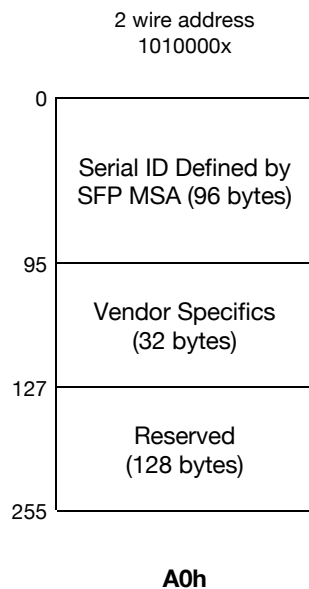 2 wire address
1010000x
0
Serial ID Defined by
SFP MSA (96 bytes)
95
Vendor Specifics
(32 bytes)
127
Reserved
(128 bytes)
255
A0h